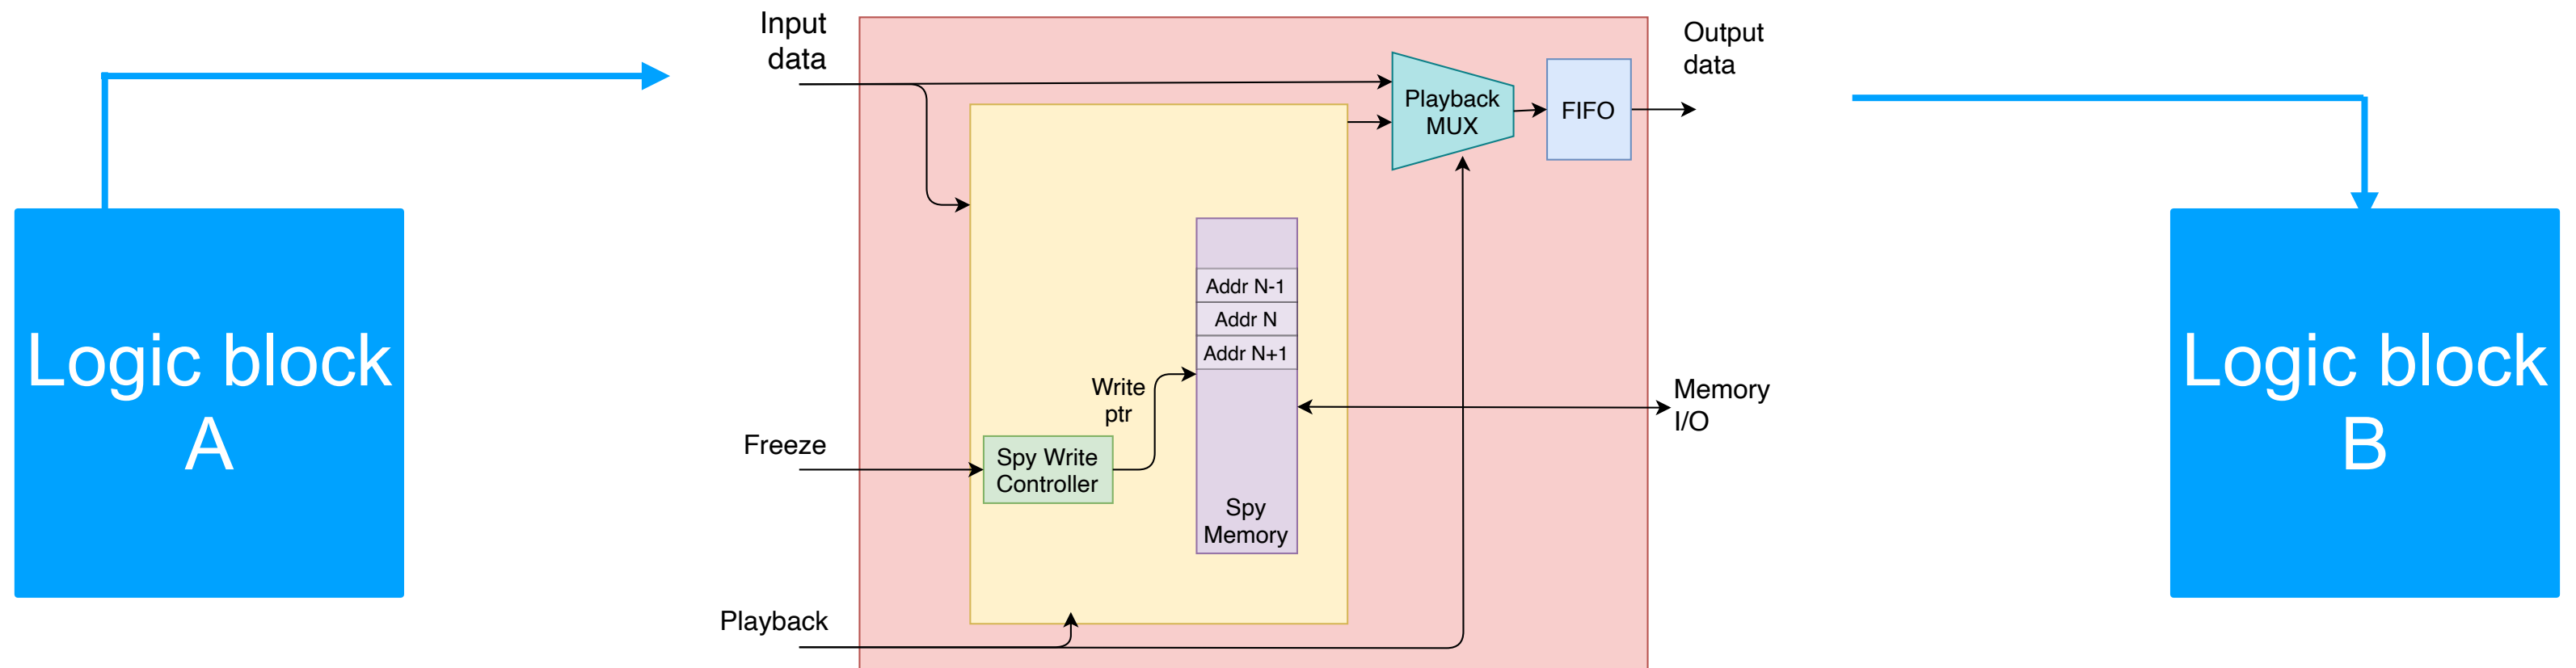 Input
data
Output
data
Playback
MUX
FIFO
Logic block
A
Addr N-1
Addr N
Addr N+1
Write
ptr
Memory
I/O
Freeze
Spy Write
Controller
Spy
Memory
Playback
Logic block
B